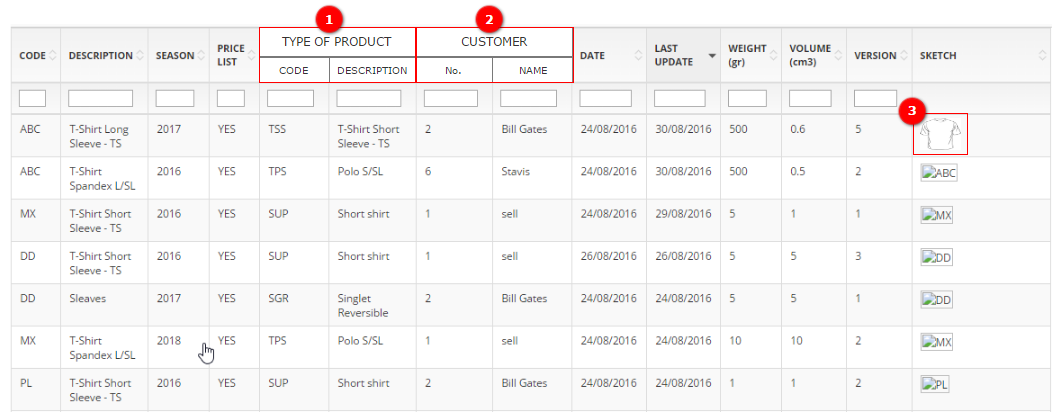 1 2
CODE DESCRIPTION SEASON PRICE LIST TYPE OF PRODUCT CUSTOMER DATE LAST UPDATE WEIGHT (gr) VOLUME (cm3) VERSION SKETCH
CODE DESCRIPTION No. NAME
3
ABC T-Shirt Long Sleeve - TS 2017 YES TSS T-Shirt Short Sleeve - TS 2 Bill Gates 24/08/2016 30/08/2016 500 0.6 5
ABC T-Shirt Spandex L/SL 2016 YES TPS Polo S/SL 6 Stavis 24/08/2016 30/08/2016 500 0.5 2 ABC
MX T-Shirt Short Sleeve - TS 2016 YES SUP Short shirt 1 sell 24/08/2016 29/08/2016 5 1 1 MX
DD T-Shirt Short Sleeve - TS 2016 YES SUP Short shirt 1 sell 26/08/2016 26/08/2016 5 5 3 DD
DD Sleaves 2017 YES SGR Singlet Reversible 2 Bill Gates 24/08/2016 24/08/2016 5 5 1 DD
MX T-Shirt Spandex L/SL 2018 YES TPS Polo S/SL 1 sell 24/08/2016 24/08/2016 10 10 2 MX
PL T-Shirt Short Sleeve - TS 2016 YES SUP Short shirt 2 Bill Gates 24/08/2016 24/08/2016 1 1 2 PL